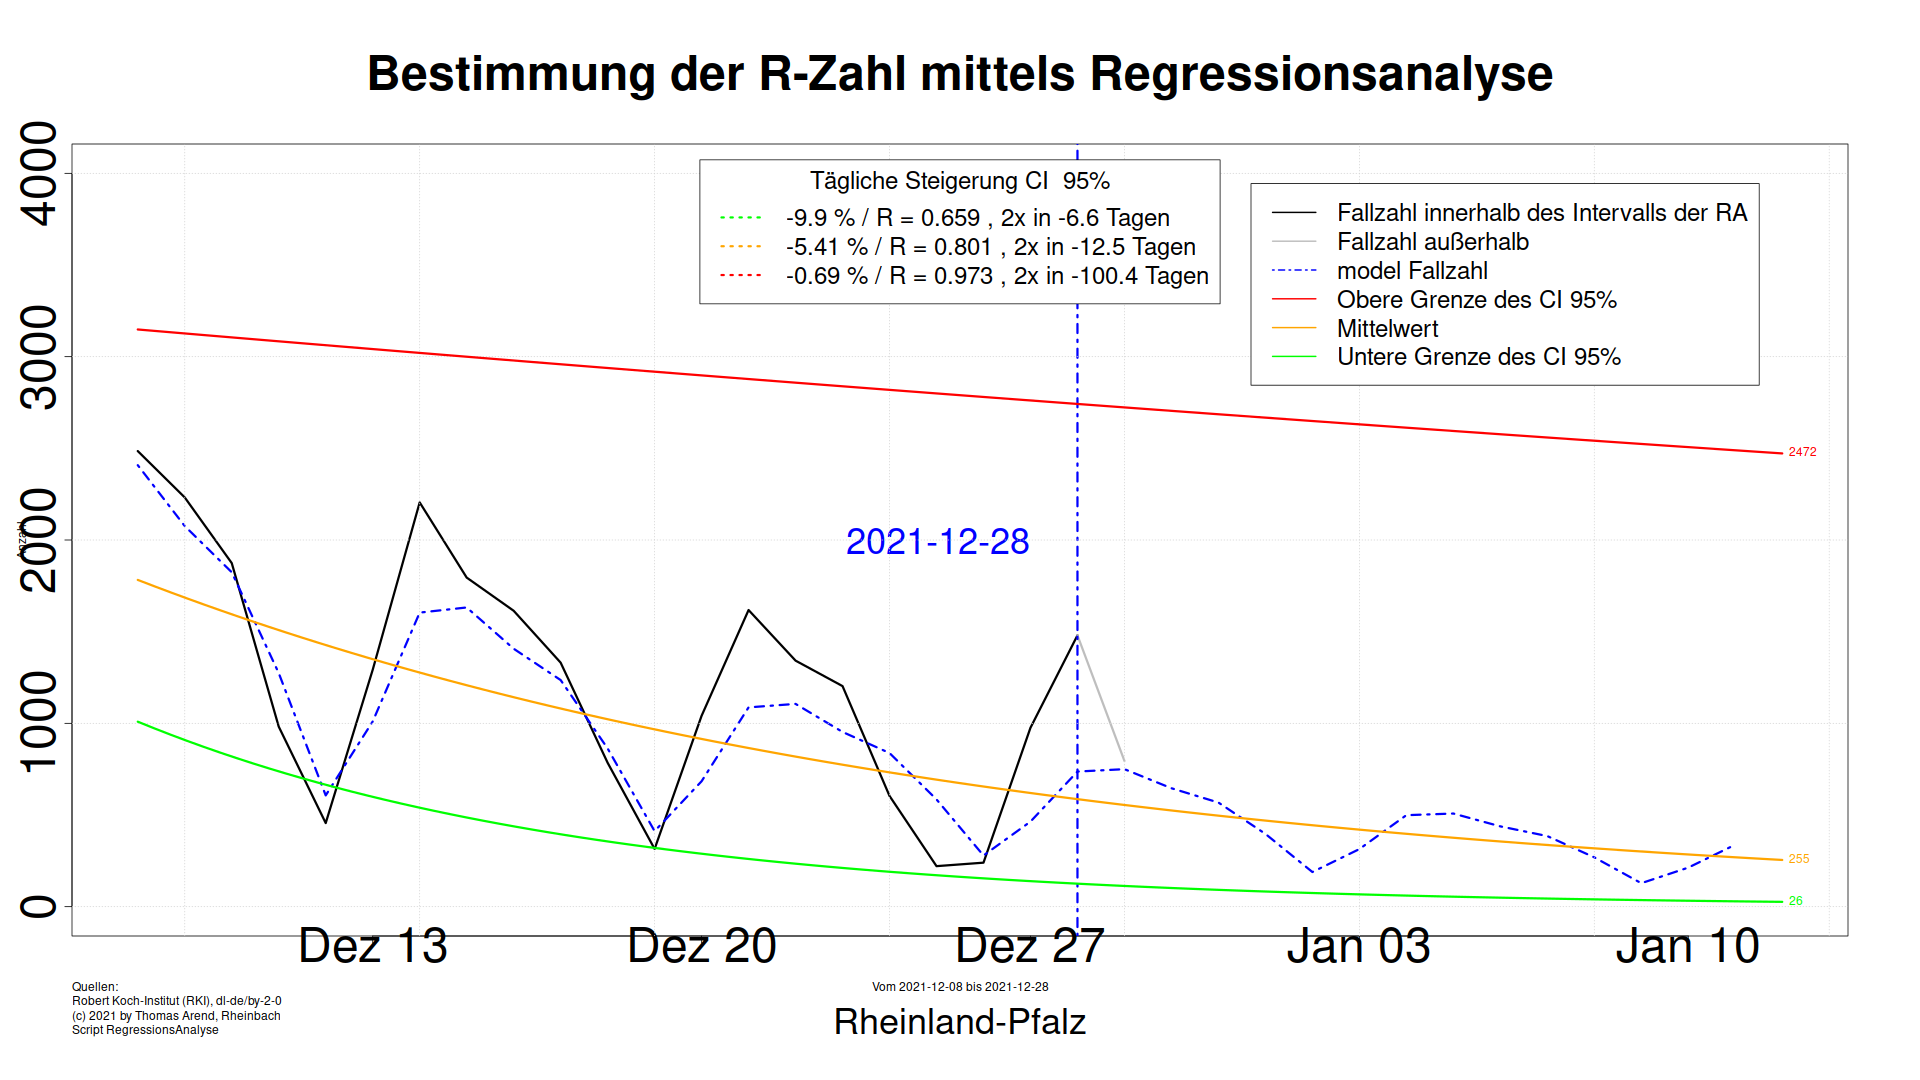 Bestimmung der R-Zahl mittels Regressionsanalyse
Anzahl
4000
3000
2000
1000
0
Tägliche Steigerung CI  95%
-9.9 % / R = 0.659 , 2x in -6.6 Tagen
-5.41 % / R = 0.801 , 2x in -12.5 Tagen
-0.69 % / R = 0.973 , 2x in -100.4 Tagen
Fallzahl innerhalb des Intervalls der RA
Fallzahl außerhalb
model Fallzahl
Obere Grenze des CI 95%
Mittelwert
Untere Grenze des CI 95%
2472
2021-12-28
255
26
Dez 13 Dez 20 Dez 27 Jan 03 Jan 10
Quellen:
Robert Koch-Institut (RKI), dl-de/by-2-0
(c) 2021 by Thomas Arend, Rheinbach
Script RegressionsAnalyse
Vom 2021-12-08 bis 2021-12-28
Rheinland-Pfalz